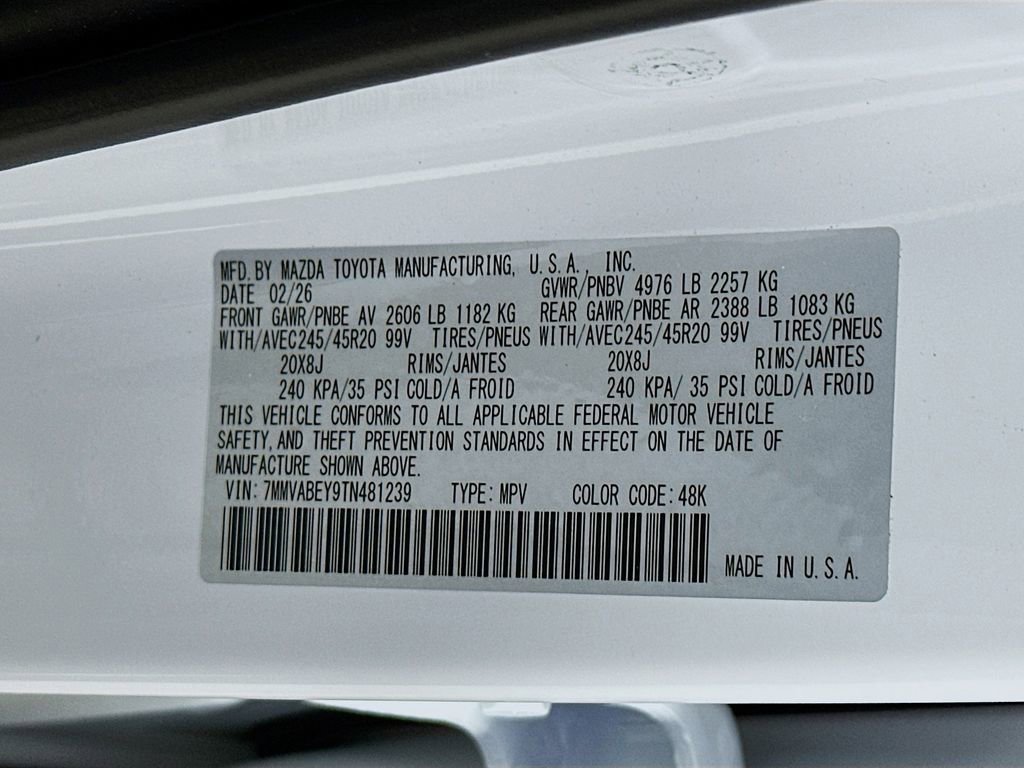 MFD. BY MAZDA TOYOTA MANUFACTURING, U.S.A., INC.
DATE 02/26 GVWR/PNBV 4976 LB 2257 KG
FRONT GAWR/PNBE AV 2606 LB 1182 KG REAR GAWR/PNBE AR 2388 LB 1083 KG
WITH/AVEC245/45R20 99V TIRES/PNEUS WITH/AVEC245/45R20 99V TIRES/PNEUS
20X8J RIMS/JANTES 20X8J RIMS/JANTES
240 KPA/35 PSI COLD/A FROID 240 KPA/ 35 PSI COLD/A FROID
THIS VEHICLE CONFORMS TO ALL APPLICABLE FEDERAL MOTOR VEHICLE
SAFETY, AND THEFT PREVENTION STANDARDS IN EFFECT ON THE DATE OF
MANUFACTURE SHOWN ABOVE.
VIN: 7MMVABEY9TN481239 TYPE: MPV COLOR CODE: 48K
MADE IN U.S.A.